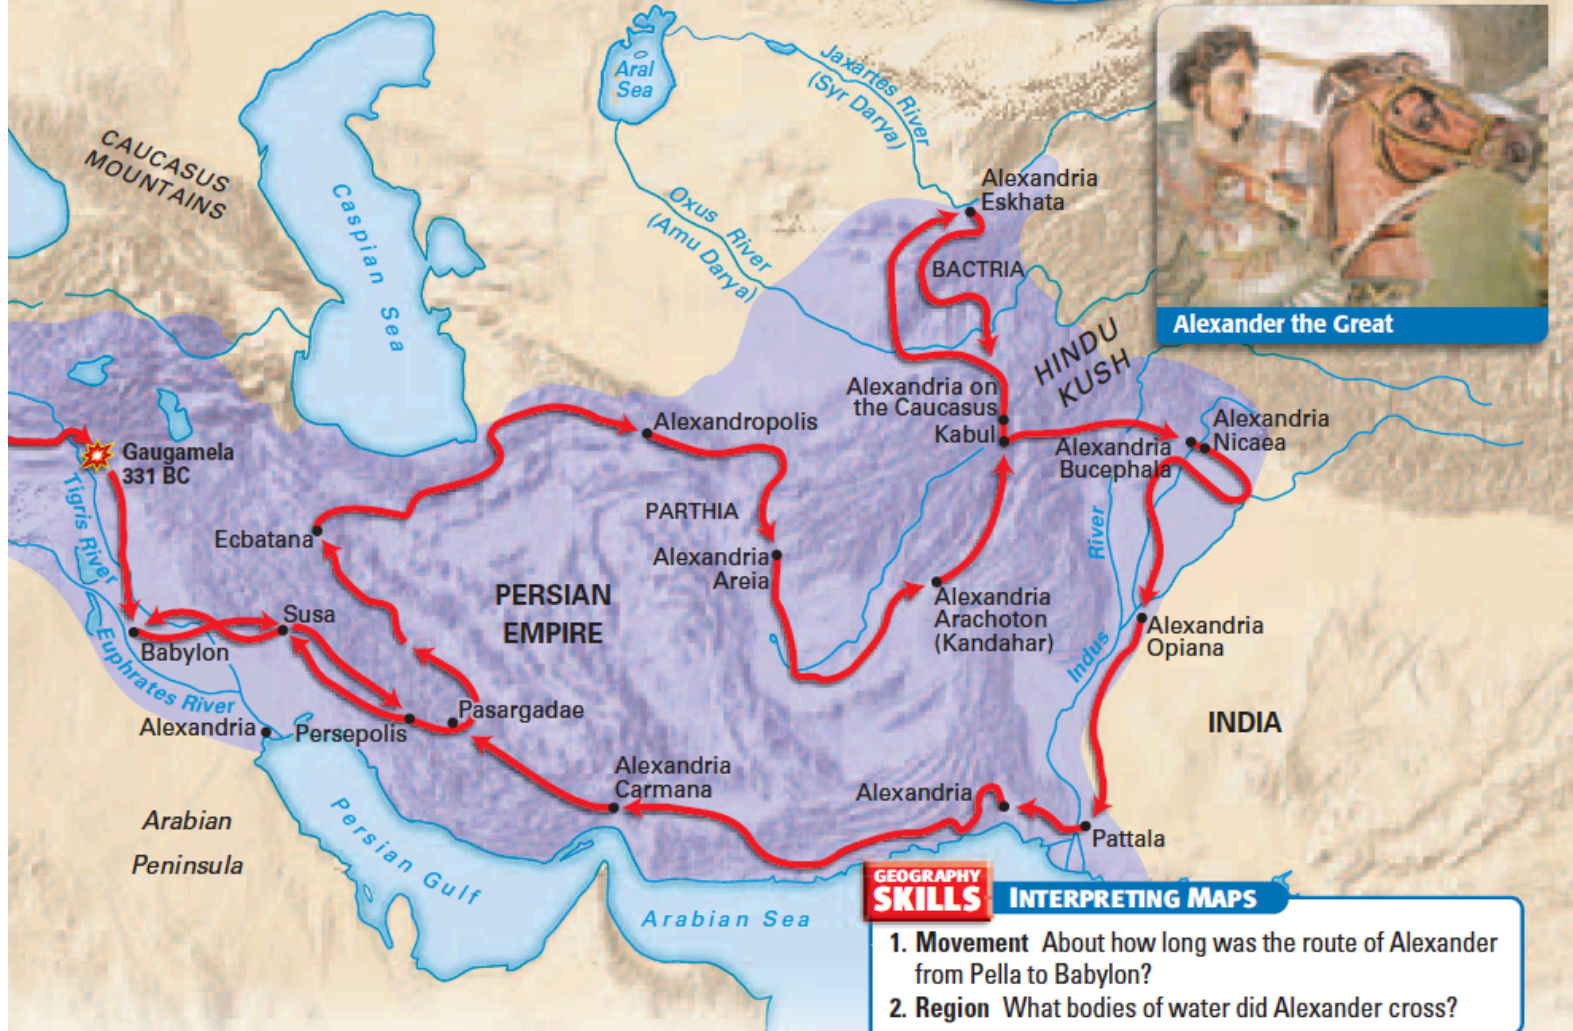 Aral
Sea
Jaxartes River
(Syr Darya)
CAUCASUS
MOUNTAINS
Caspian Sea
Oxus River
(Amu Darya)
Alexandria
Eskhata
BACTRIA
Alexander the Great
HINDU
KUSH
Alexandria on
the Caucasus
Kabul
Alexandropolis
Alexandria
Nicaea
Alexandria
Bucephala
Gaugamela
331 BC
Tigris River
Ecbatana
PARTHIA
Alexandria
Areia
PERSIAN
EMPIRE
Alexandria
Arachoton
(Kandahar)
Indus River
Alexandria
Opiana
Susa
Babylon
Euphrates River
Alexandria
Persepolis
Pasargadae
INDIA
Alexandria
Carmana
Alexandria
Pattala
Arabian
Peninsula
Persian Gulf
Arabian Sea
GEOGRAPHY
SKILLS
INTERPRETING MAPS
1. Movement About how long was the route of Alexander
from Pella to Babylon?
2. Region What bodies of water did Alexander cross?